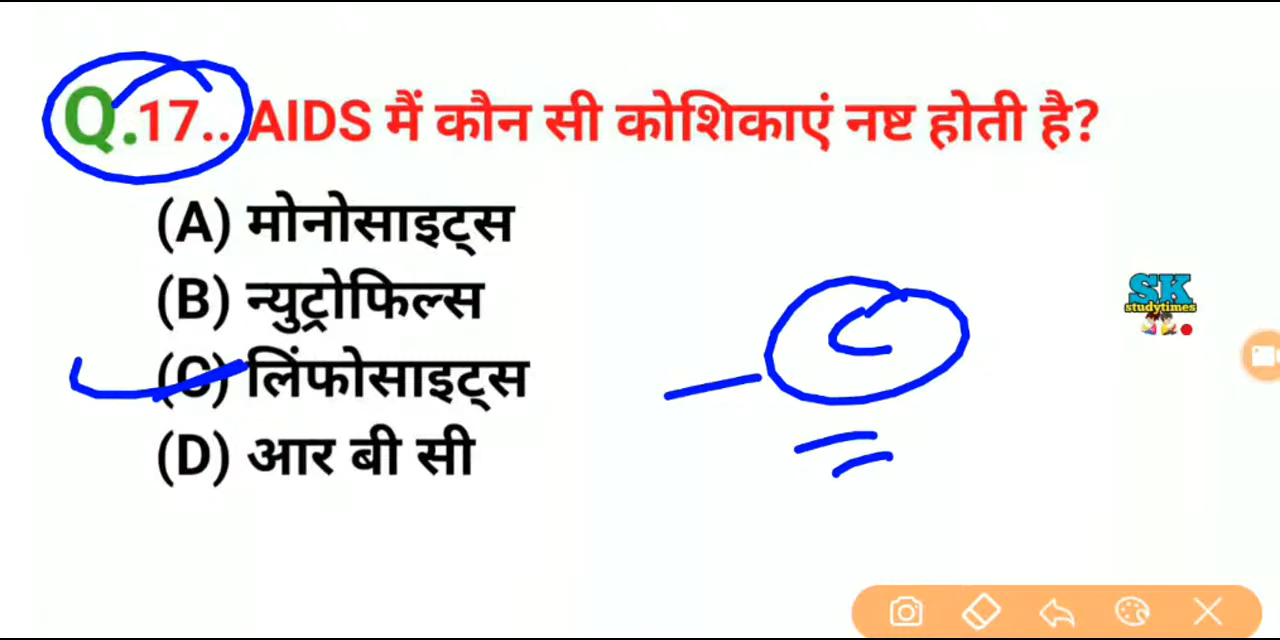 Q.17.. AIDS मैं कौन सी कोशिकाएं नष्ट होती है?
(A) मोनोसाइट्स
(B) न्युट्रोफिल्स
(C) लिंफोसाइट्स
(D) आर बी सी
C
SK
studytimes